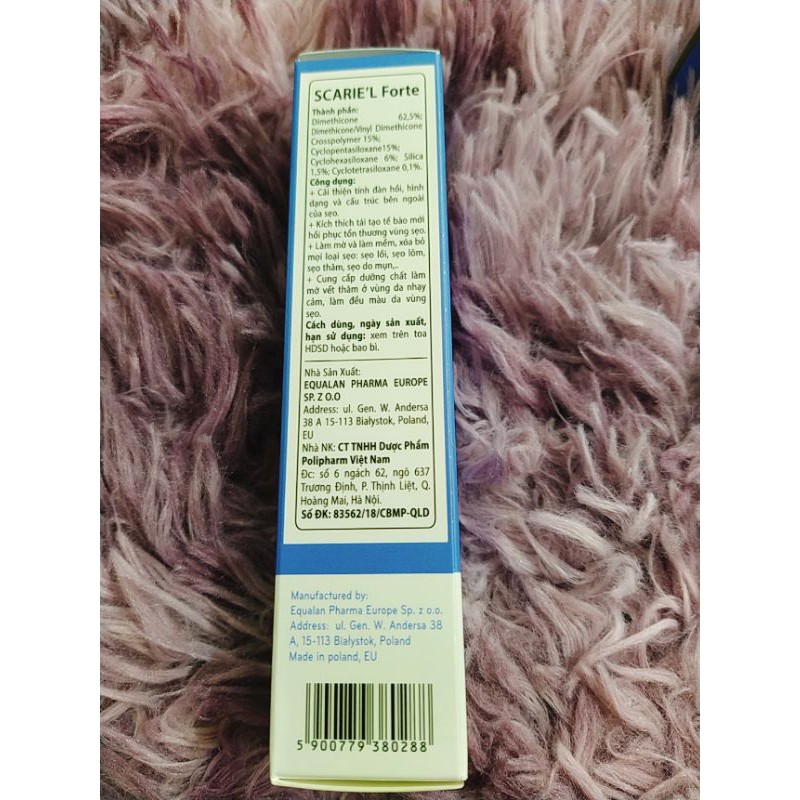 SCARIE'L Forte
Thành phần:
Dimethicone 62,5%;
Dimethicone/Vinyl Dimethicone
Crosspolymer 15%;
Cyclopentasiloxane15%;
Cyclohexasiloxane 6%; Silica
1,5%; Cyclotetrasiloxane 0,1%.
Công dụng:
+ Cải thiện tính đàn hồi, hình
dạng và cấu trúc bên ngoài
của sẹo.
+ Kích thích tái tạo tế bào mới
hồi phục tổn thương vùng sẹo.
+ Làm mờ và làm mềm, xóa bỏ
mọi loại sẹo: sẹo lồi, sẹo lõm,
sẹo thâm, sẹo do mụn,..
+ Cung cấp dưỡng chất làm
mờ vết thâm ở vùng da nhạy
cảm, làm đều màu da vùng
sẹo.
Cách dùng, ngày sản xuất,
hạn sử dụng: xem trên toa
HDSD hoặc bao bì.
Nhà Sản Xuất:
EQUALAN PHARMA EUROPE
SP. Z O.O
Address: ul. Gen. W. Andersa
38 A 15-113 Białystok, Poland,
EU
Nhà NK: CT TNHH Dược Phẩm
Polipharm Việt Nam
Đc: số 6 ngách 62, ngõ 637
Trương Định, P. Thịnh Liệt, Q.
Hoàng Mai, Hà Nội.
Số ĐK: 83562/18/CBMP-QLD
Manufactured by:
Equalan Pharma Europe Sp. z o.o.
Address: ul. Gen. W. Andersa 38
A, 15-113 Białystok, Poland
Made in poland, EU
5 900779 380288